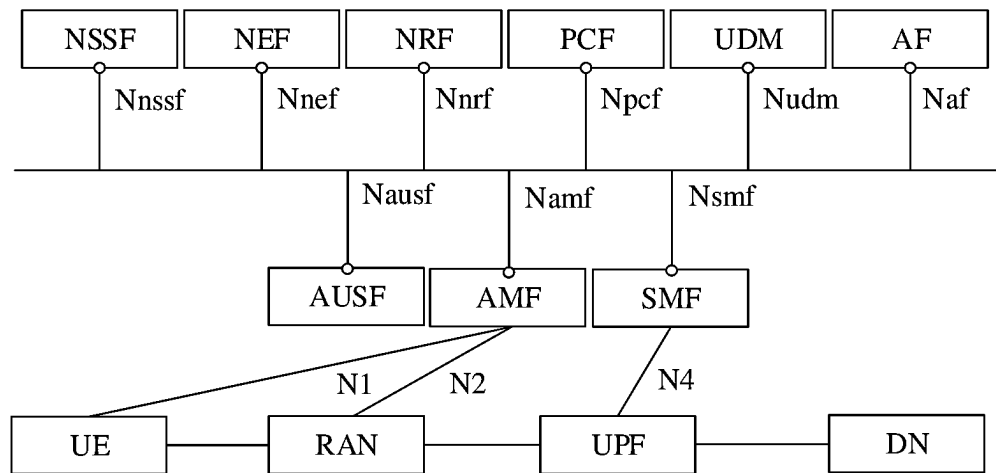 NSSF NEF NRF PCF UDM AF
Nnssf Nnef Nnrf Npcf Nudm Naf
Nausf Namf Nsmf
AUSF AMF SMF
N1 N2 N4
UE RAN UPF DN